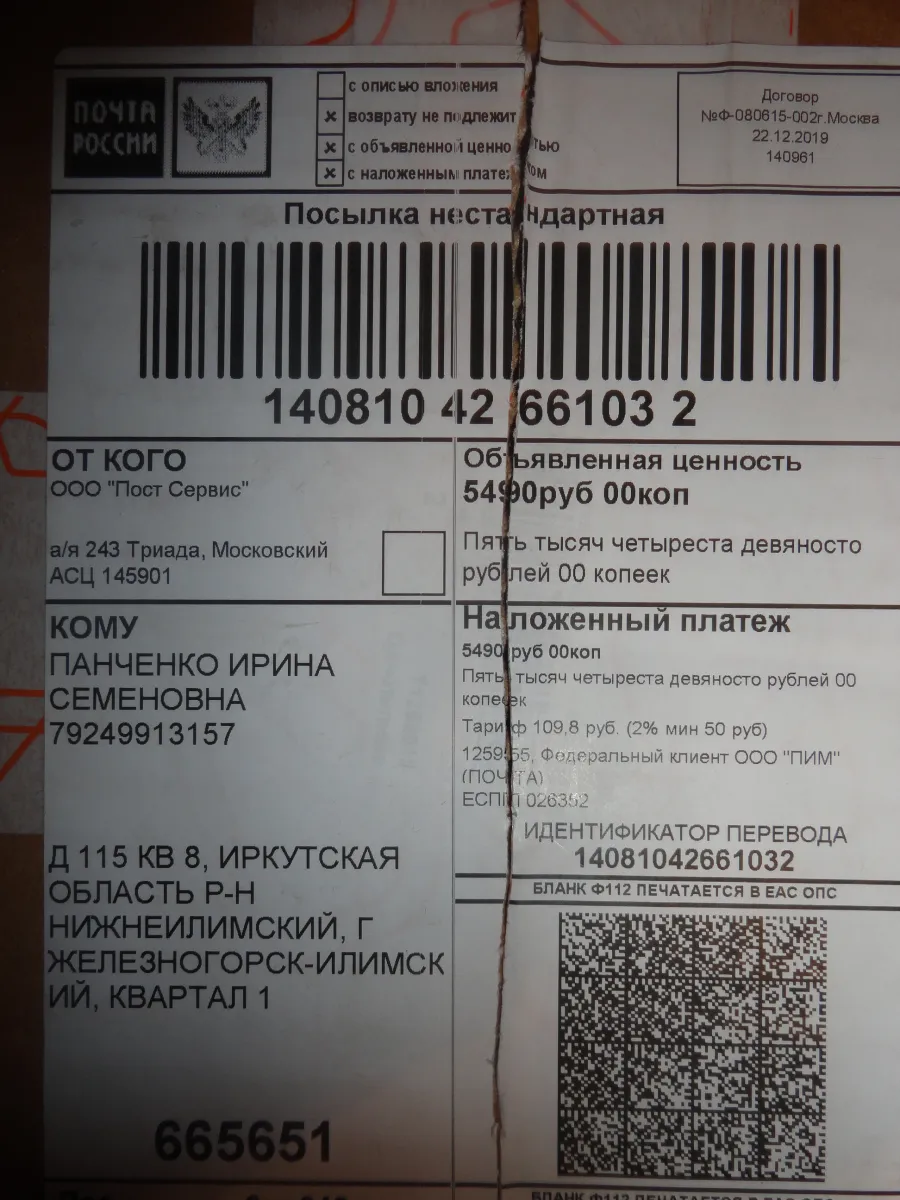 ПОЧТА
РОССИИ
с описью вложения
x возврату не подлежит
x с объявленной ценностью
x с наложенным платежом
Договор
№Ф-080615-002г.Москва
22.12.2019
140961
Посылка нестандартная
140810 42 66103 2
ОТ КОГО
ООО "Пост Сервис"
а/я 243 Триада, Московский
АСЦ 145901
Объявленная ценность
5490руб 00коп
Пять тысяч четыреста девяносто
рублей 00 копеек
КОМУ
ПАНЧЕНКО ИРИНА
СЕМЕНОВНА
79249913157
Д 115 КВ 8, ИРКУТСКАЯ
ОБЛАСТЬ Р-Н
НИЖНЕИЛИМСКИЙ, Г
ЖЕЛЕЗНОГОРСК-ИЛИМСК
ИЙ, КВАРТАЛ 1
665651
Наложенный платеж
5490 руб 00коп
Пять тысяч четыреста девяносто рублей 00
копеек
Тариф 109,8 руб. (2% мин 50 руб)
Федеральный клиент ООО "ПИМ"
(ПОЧТА)
ЕСПП 026352
ИДЕНТИФИКАТОР ПЕРЕВОДА
14081042661032
БЛАНК Ф112 ПЕЧАТАЕТСЯ В ЕАС ОПС